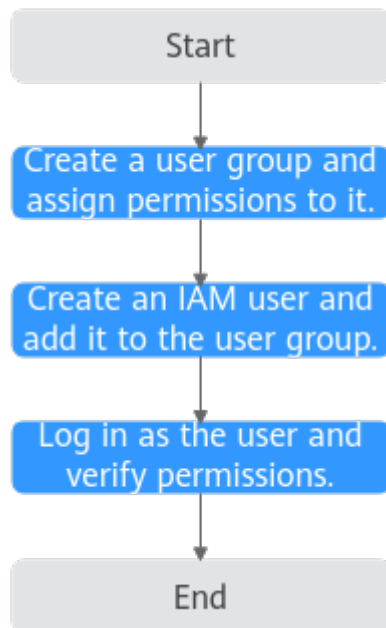 Start
Create a user group and
assign permissions to it.
Create an IAM user and
add it to the user group.
Log in as the user and
verify permissions.
End